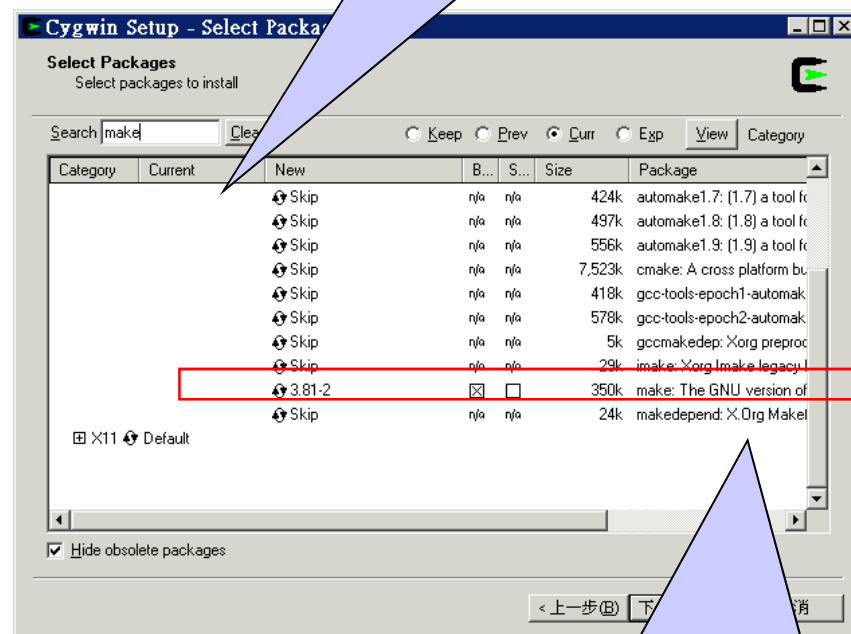 Cygwin Setup - Select Packa
Select Packages
Select packages to install
Search make Clea Keep Prev Curr Exp View Category
Category Current New B... S... Size Package
Skip n/a n/a 424k automake1.7: (1.7) a tool fo
Skip n/a n/a 497k automake1.8: (1.8) a tool fo
Skip n/a n/a 556k automake1.9: (1.9) a tool fo
Skip n/a n/a 7,523k cmake: A cross platform bu
Skip n/a n/a 418k gcc-tools-epoch1-automak
Skip n/a n/a 578k gcc-tools-epoch2-automak
Skip n/a n/a 5k gccmakedep: Xorg preproc
Skip n/a n/a 29k imake: Xorg Imake legacy
3.81-2 350k make: The GNU version of
Skip n/a n/a 24k makedepend: X.Org Makef
X11 Default
Hide obsolete packages
<上一步(B) 下 消